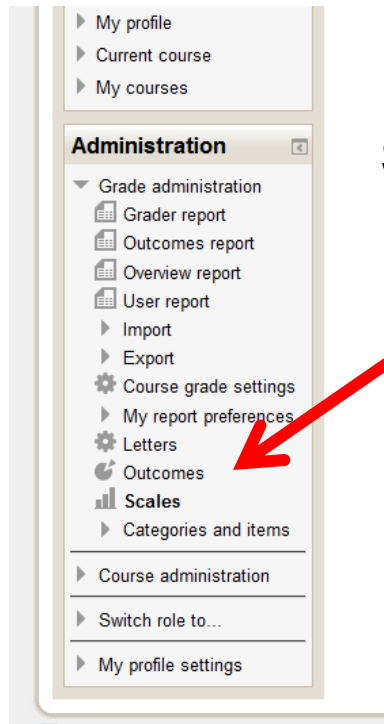 My profile
Current course
My courses
Administration
Grade administration
Grader report
Outcomes report
Overview report
User report
Import
Export
Course grade settings
My report preferences
Letters
Outcomes
Scales
Categories and items
Course administration
Switch role to...
My profile settings